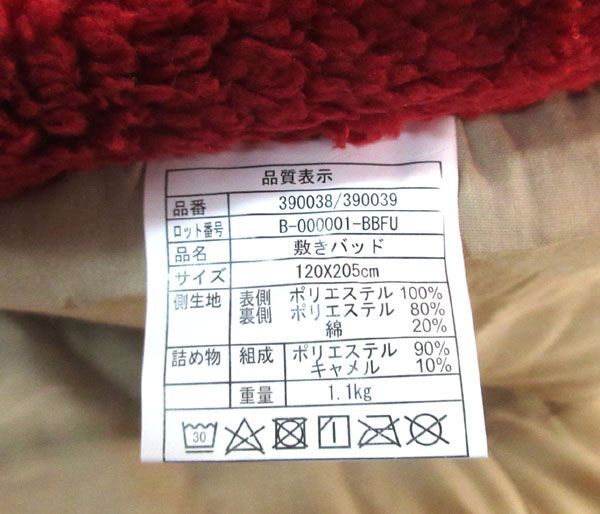 品質表示
品番 390038/390039
ロット番号 B-000001-BBFU
品名 敷きパッド
サイズ 120X205cm
側生地 表側 ポリエステル 100%
裏側 ポリエステル 80%
綿 20%
詰め物 組成 ポリエステル 90%
キャメル 10%
重量 1.1kg
30